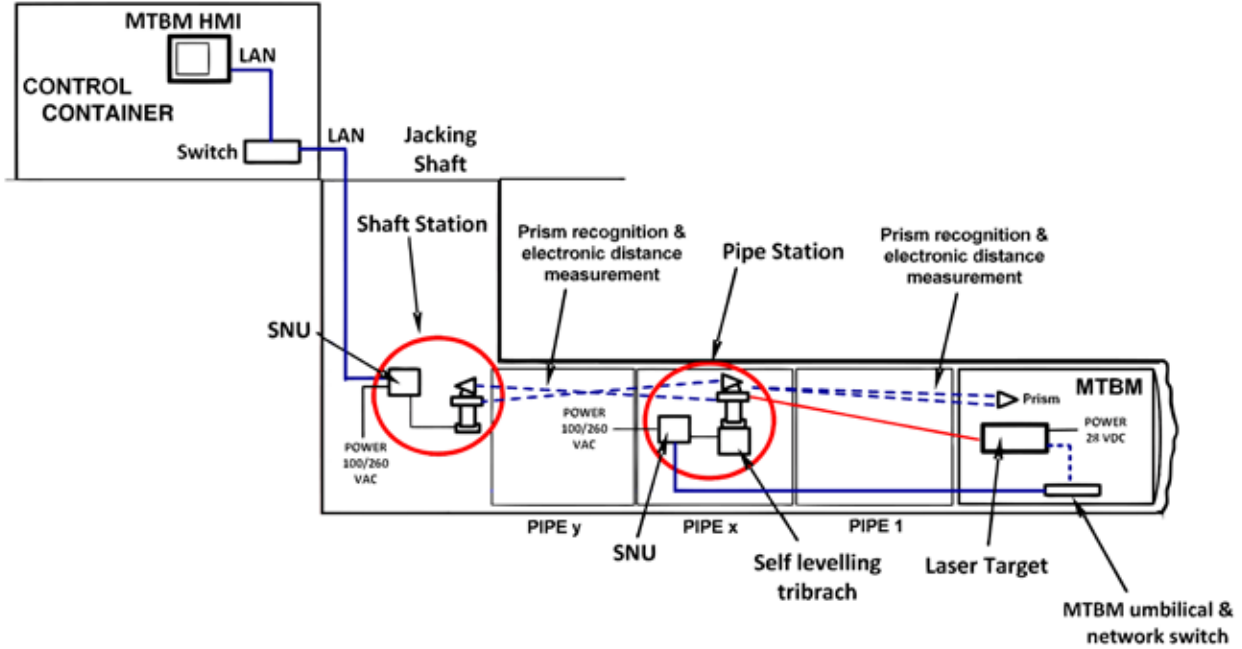 MTBM HMI
LAN
CONTROL
CONTAINER
Switch
LAN
Jacking
Shaft
Shaft Station
Prism recognition &
electronic distance
measurement
Pipe Station
Prism recognition &
electronic distance
measurement
SNU
POWER
100/260
VAC
POWER
100/260
VAC
MTBM
Prism
POWER
28 VDC
PIPE y
PIPE x
PIPE 1
SNU
Self levelling
tribrach
Laser Target
MTBM umbilical &
network switch